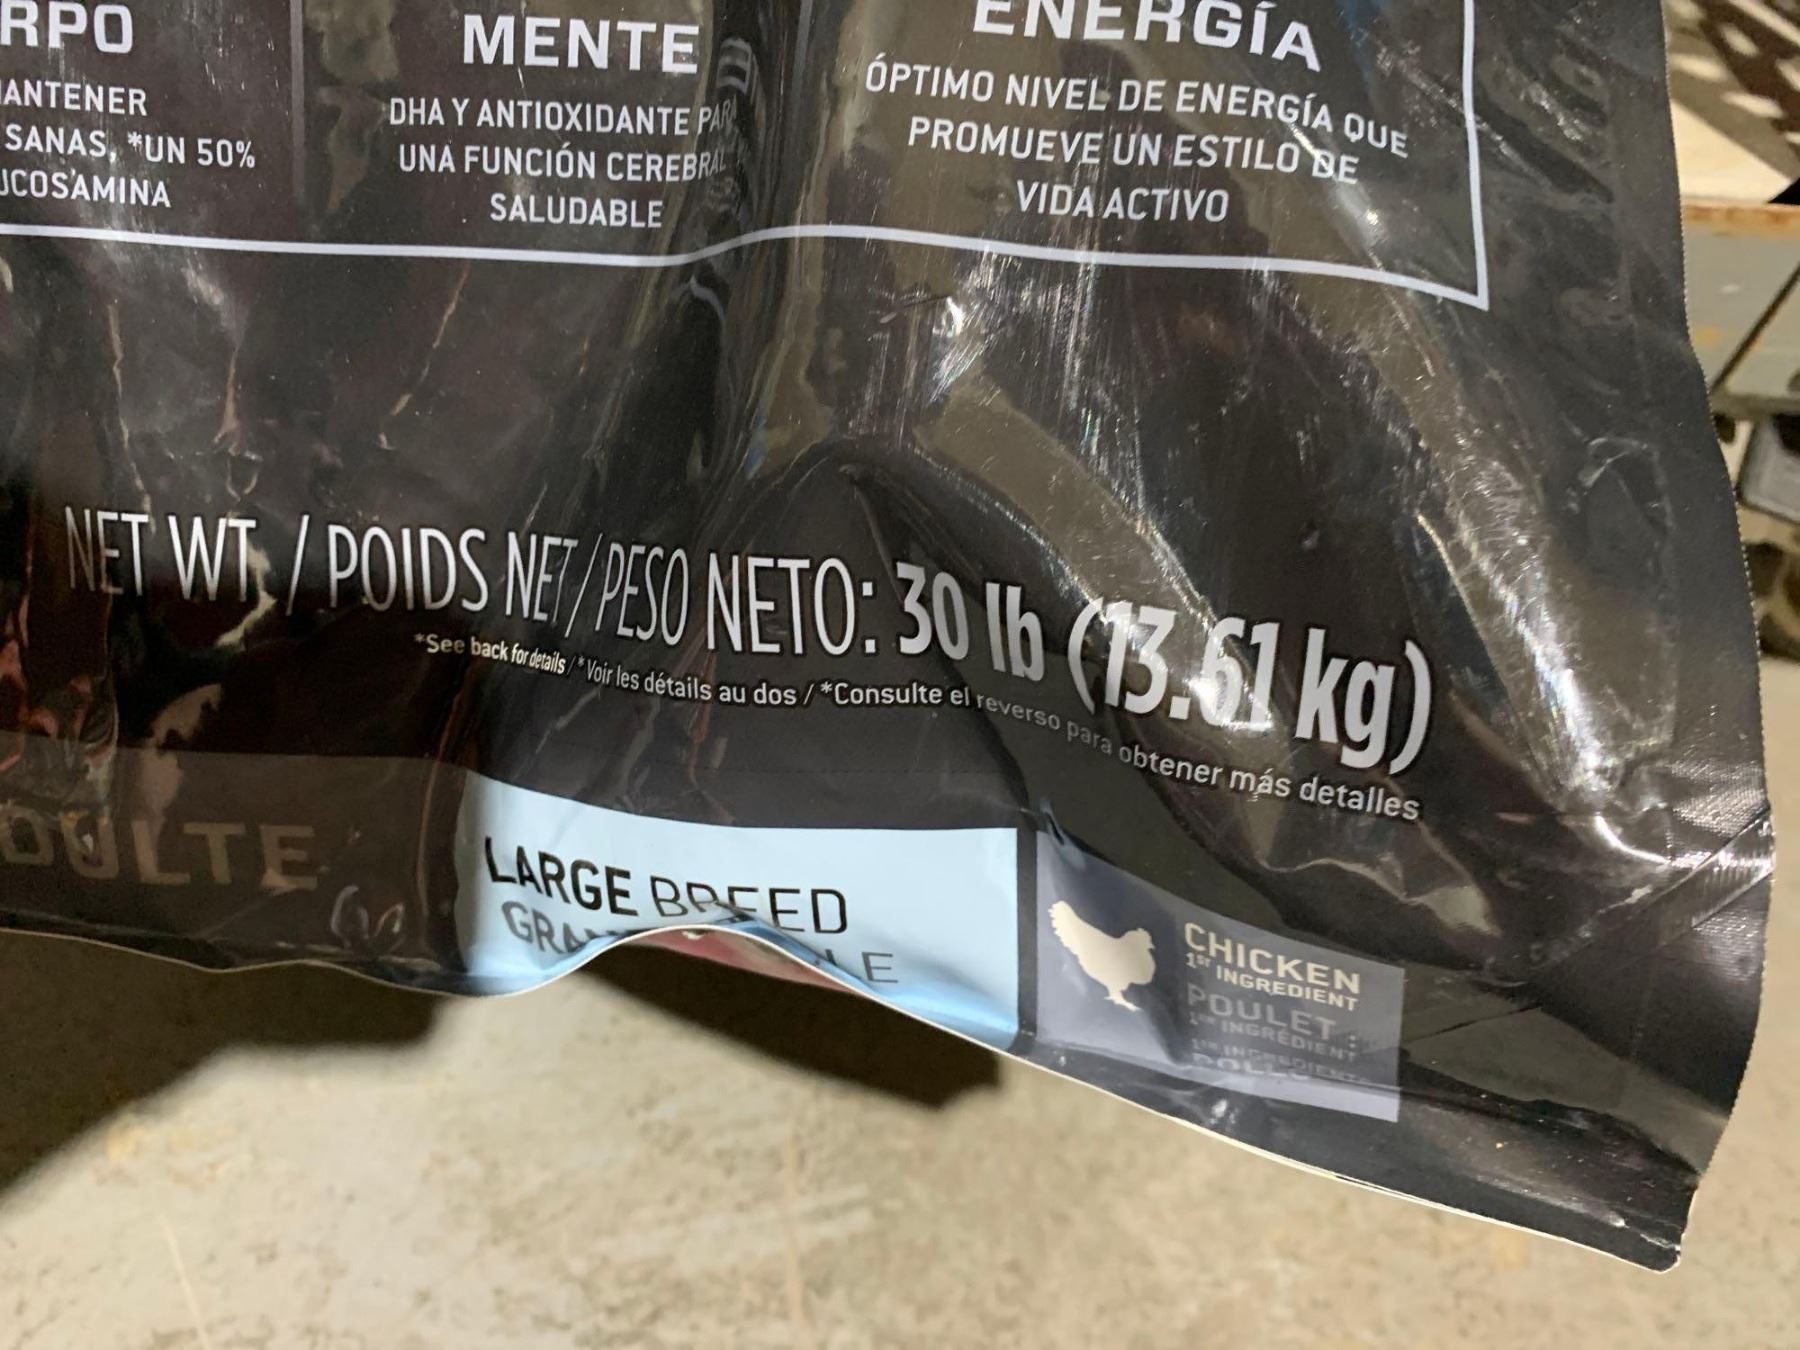 RPO
MANTENER
SANAS, *UN 50%
UCOSAMINA
MENTE
DHA Y ANTIOXIDANTE PARA
UNA FUNCIÓN CEREBRAL
SALUDABLE
ENERGÍA
ÓPTIMO NIVEL DE ENERGÍA QUE
PROMUEVE UN ESTILO DE
VIDA ACTIVO
NET WT. / POIDS NET / PESO NETO: 30 lb (13.61 kg)
*See back for details / *Voir les détails au dos / *Consulte el reverso para obtener más detalles
DULTE
LARGE BREED
CHICKEN
1ST INGREDIENT
POULET :
1ER INGRÉDIENT